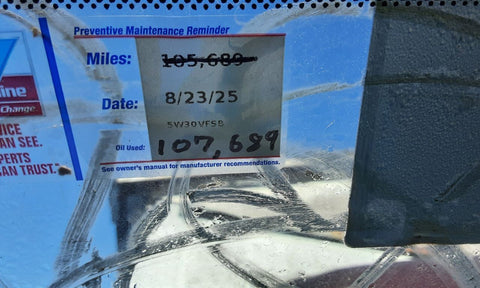 Preventive Maintenance Reminder
Miles: 105,689
Date: 8/23/25
5W30VFSB
Oil Used: 107,689
See owner's manual for manufacturer recommendations.
ine
Change
VICE
AN SEE.
PERTS
AN TRUST.